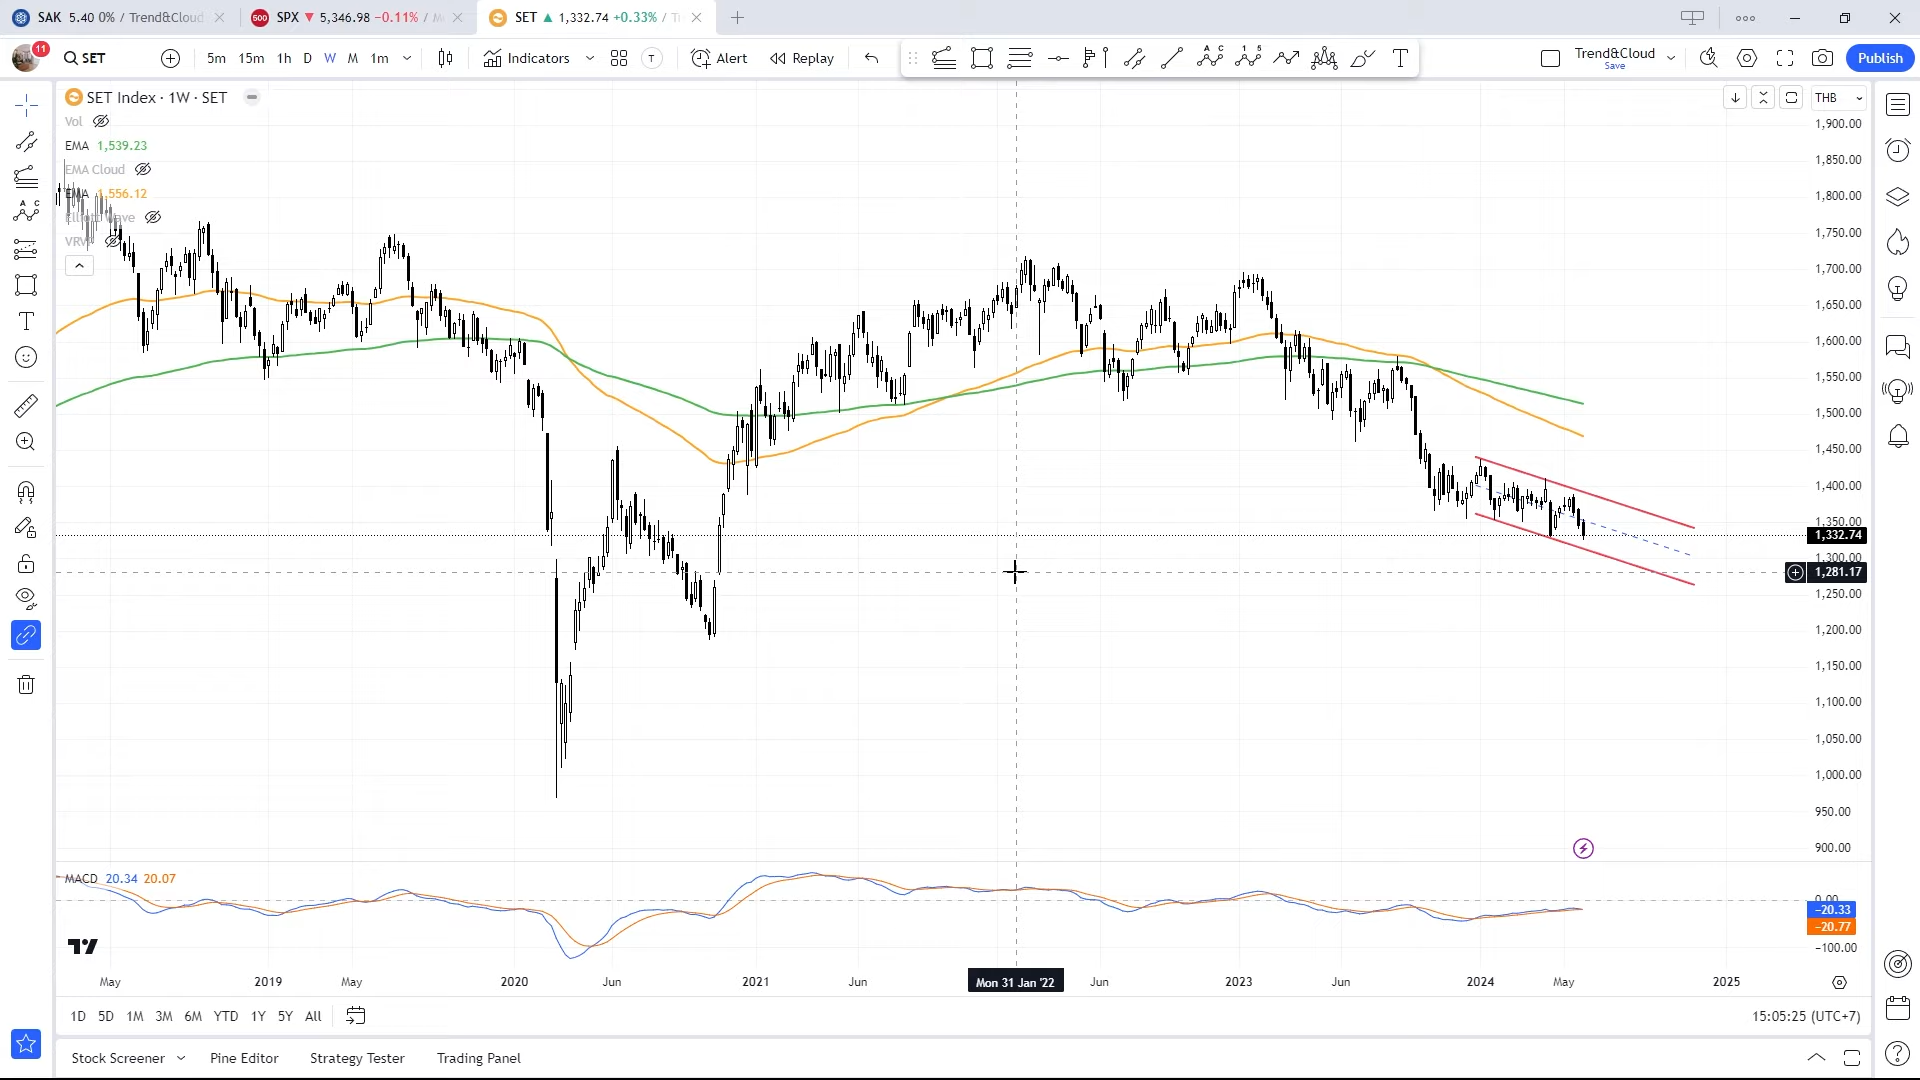 SAK 5.40 0% / Trend&Cloud
500 SPX ▼ 5,346.98 −0.11% /
SET ▲ 1,332.74 +0.33% /
11
SET
5m 15m 1h D W M 1m
Indicators
T
Alert
Replay
A C
1 5
T
Trend&Cloud
Save
Publish
SET Index · 1W · SET
THB
Vol
EMA 1,539.23
EMA Cloud
EMA 1,556.12
Elliott Wave
1,900.00
1,850.00
1,800.00
1,750.00
1,700.00
1,650.00
1,600.00
1,550.00
1,500.00
1,450.00
1,400.00
1,350.00
1,332.74
1,300.00
1,281.17
1,250.00
1,200.00
1,150.00
1,100.00
1,050.00
1,000.00
950.00
900.00
MACD 20.34 20.07
0.00
−20.33
−20.77
−100.00
May 2019 May 2020 Jun 2021 Jun Mon 31 Jan '22 Jun 2023 Jun 2024 May 2025
1D 5D 1M 3M 6M YTD 1Y 5Y All
15:05:25 (UTC+7)
Stock Screener
Pine Editor
Strategy Tester
Trading Panel